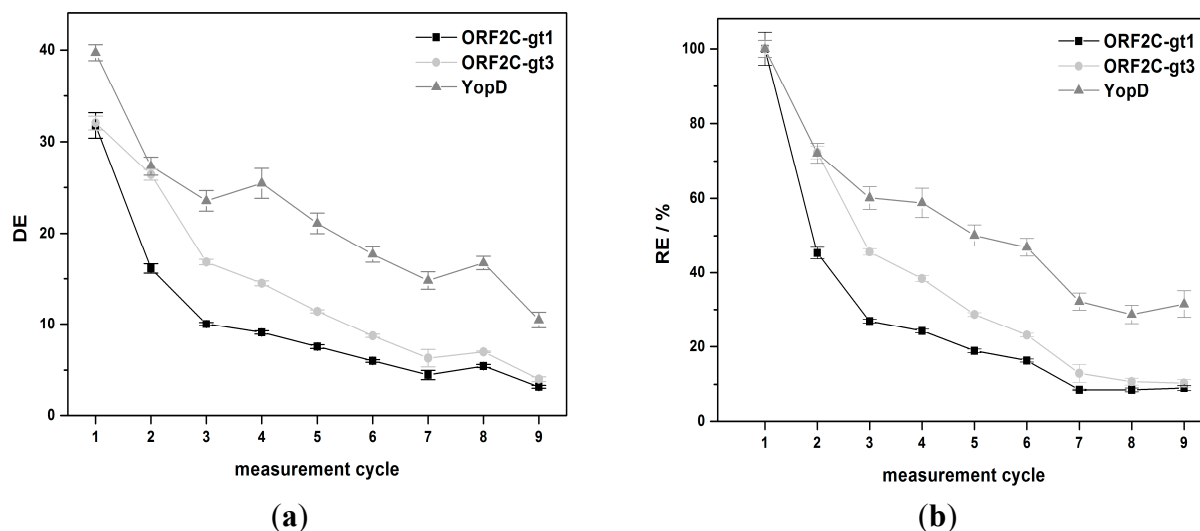 40
30
20
10
0
DE
1 2 3 4 5 6 7 8 9
measurement cycle
ORF2C-gt1
ORF2C-gt3
YopD
(a)
100
80
60
40
20
0
RE / %
1 2 3 4 5 6 7 8 9
measurement cycle
ORF2C-gt1
ORF2C-gt3
YopD
(b)